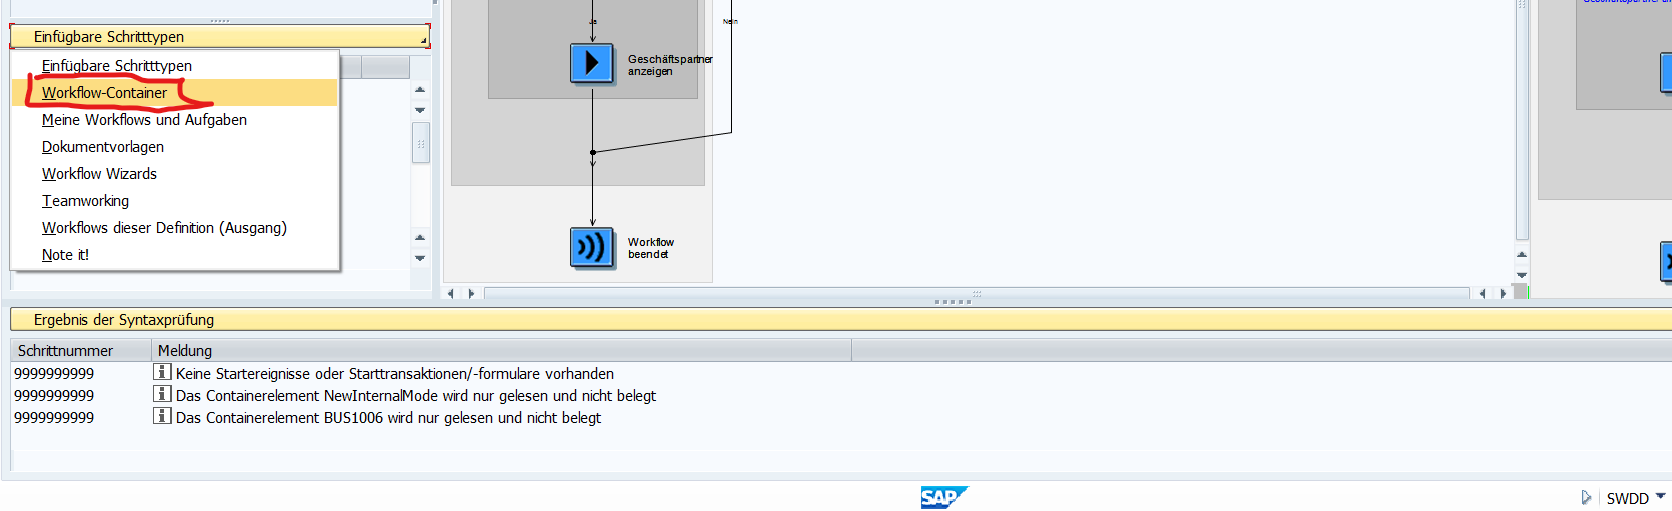 Geschäftspartner an
Einfügbare Schritttypen
Einfügbare Schritttypen
Workflow-Container
Meine Workflows und Aufgaben
Dokumentvorlagen
Workflow Wizards
Teamworking
Workflows dieser Definition (Ausgang)
Note it!
Ja
Nein
Geschäftspartner
anzeigen
Workflow
beendet
Ergebnis der Syntaxprüfung
Schrittnummer Meldung
9999999999 Keine Startereignisse oder Starttransaktionen/-formulare vorhanden
9999999999 Das Containerelement NewInternalMode wird nur gelesen und nicht belegt
9999999999 Das Containerelement BUS1006 wird nur gelesen und nicht belegt
SAP
SWDD